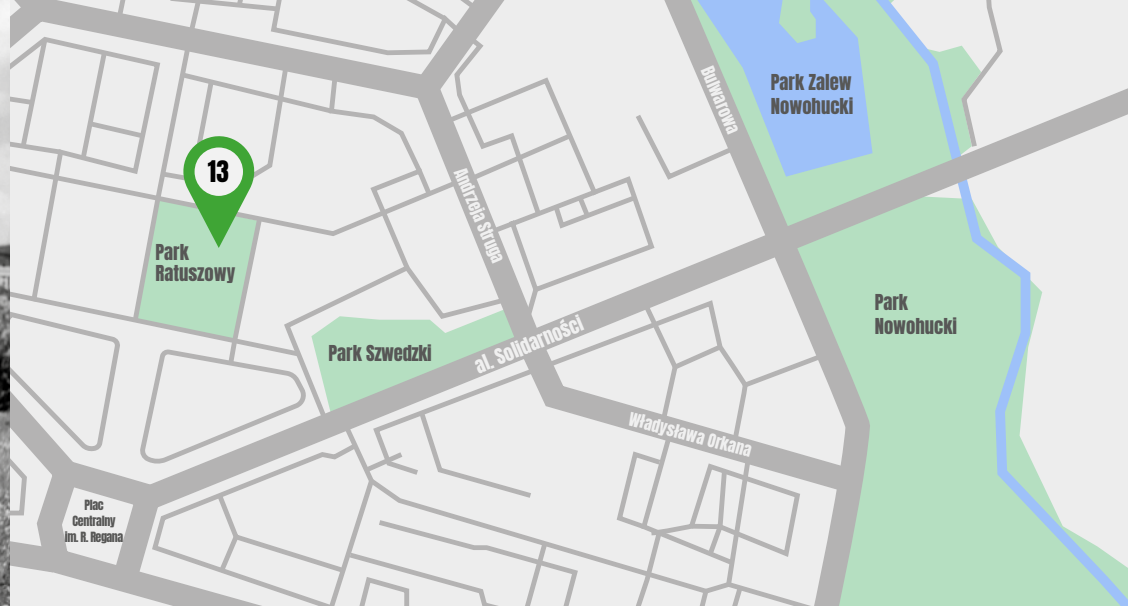 Park Zalew
Nowohucki
Bulwarowa
13
Andrzeja Struga
Park
Ratuszowy
Park
Nowohucki
al. Solidarności
Park Szwedzki
Władysława Orkana
Plac
Centralny
im. R. Regana